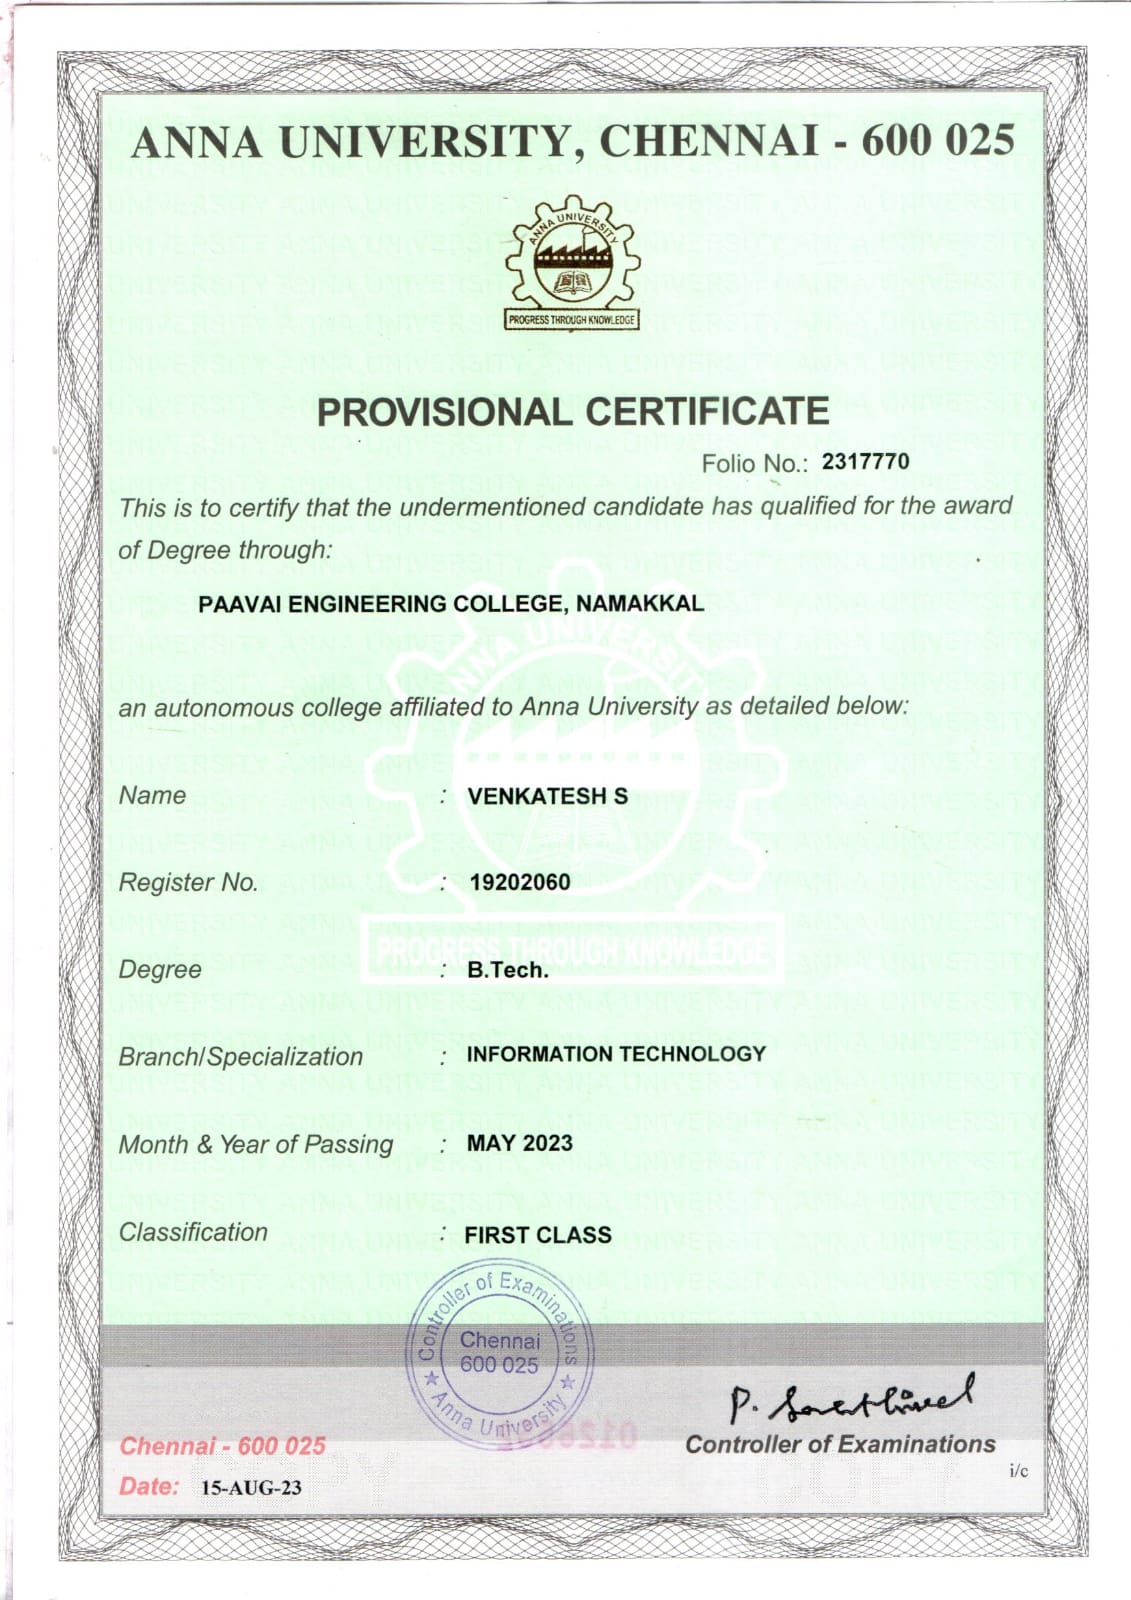 ANNA UNIVERSITY, CHENNAI - 600 025
ANNA UNIVERSITY
PROGRESS THROUGH KNOWLEDGE
PROVISIONAL CERTIFICATE
Folio No.: 2317770
This is to certify that the undermentioned candidate has qualified for the award
of Degree through:
PAAVAI ENGINEERING COLLEGE, NAMAKKAL
an autonomous college affiliated to Anna University as detailed below:
Name : VENKATESH S
Register No. : 19202060
PROGRESS THROUGH KNOWLEDGE
Degree : B.Tech.
Branch/Specialization : INFORMATION TECHNOLOGY
Month & Year of Passing : MAY 2023
Classification : FIRST CLASS
Controller of Examinations
Chennai
600 025
★ Anna University ★
P. Sakthivel
Controller of Examinations
i/c
Chennai - 600 025
Date: 15-AUG-23